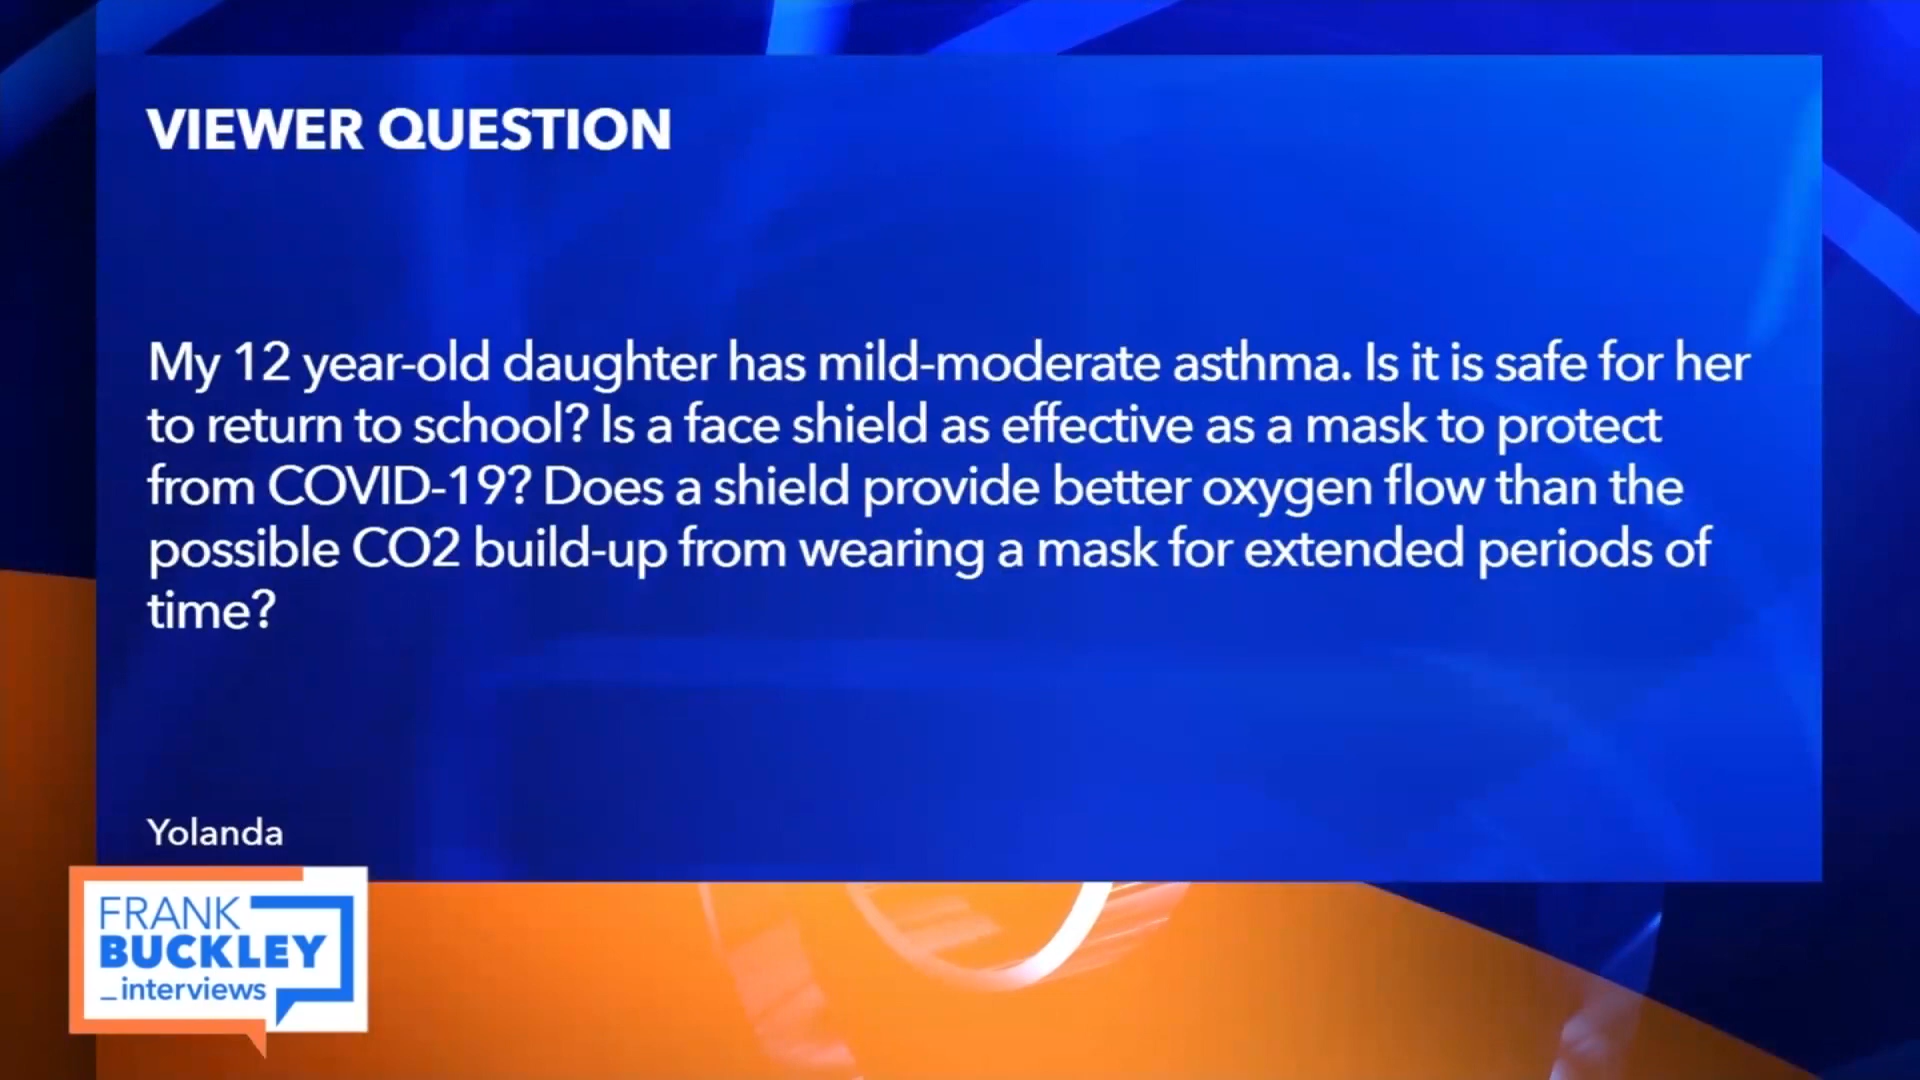 VIEWER QUESTION
My 12 year-old daughter has mild-moderate asthma. Is it is safe for her
to return to school? Is a face shield as effective as a mask to protect
from COVID-19? Does a shield provide better oxygen flow than the
possible CO2 build-up from wearing a mask for extended periods of
time?
Yolanda
FRANK
BUCKLEY
_interviews